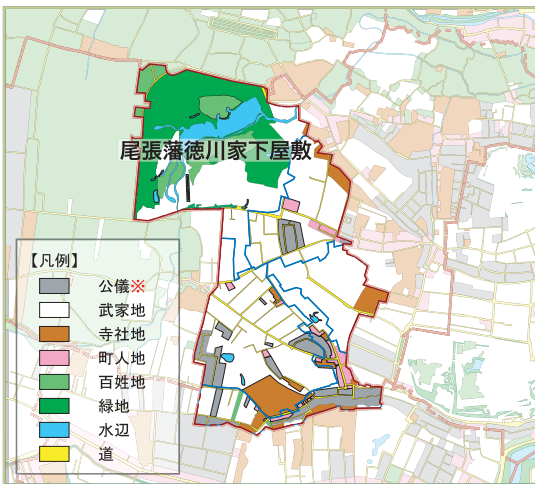 尾張藩徳川家下屋敷
【凡例】
公儀※
武家地
寺社地
町人地
百姓地
緑地
水辺
道